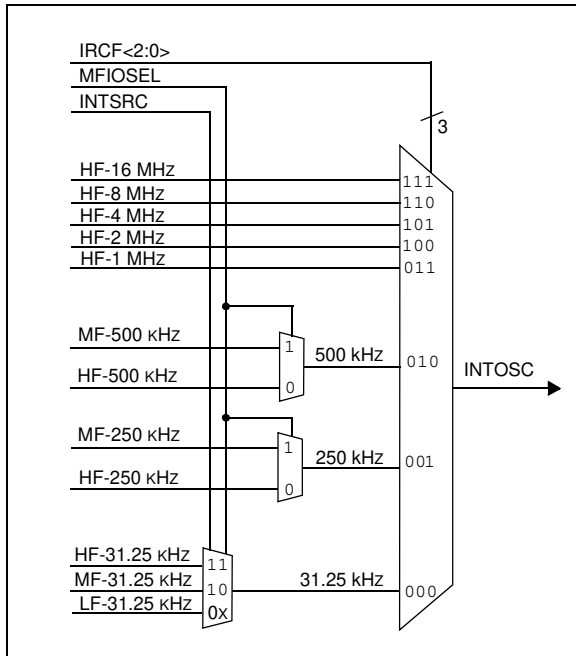 IRCF<2:0>
MFIOSEL
INTSRC
3
HF-16 MHz
111
HF-8 MHz
110
HF-4 MHz
101
HF-2 MHz
100
HF-1 MHz
011
MF-500 KHz
1
500 kHz
010
INTOSC
HF-500 KHz
0
MF-250 KHz
1
250 kHz
001
HF-250 KHz
0
HF-31.25 KHz
11
MF-31.25 KHz
10
31.25 kHz
000
LF-31.25 KHz
0x